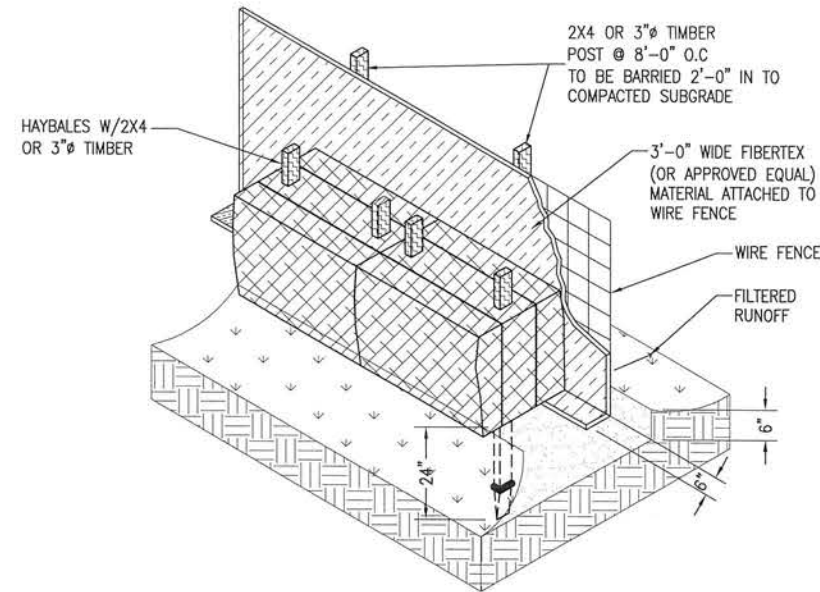 2X4 OR 3"ø TIMBER
POST @ 8'-0" O.C
TO BE BARRIED 2'-0" IN TO
COMPACTED SUBGRADE
HAYBALES W/2X4
OR 3"ø TIMBER
3'-0" WIDE FIBERTEX
(OR APPROVED EQUAL)
MATERIAL ATTACHED TO
WIRE FENCE
WIRE FENCE
FILTERED
RUNOFF
6"
6"
24"